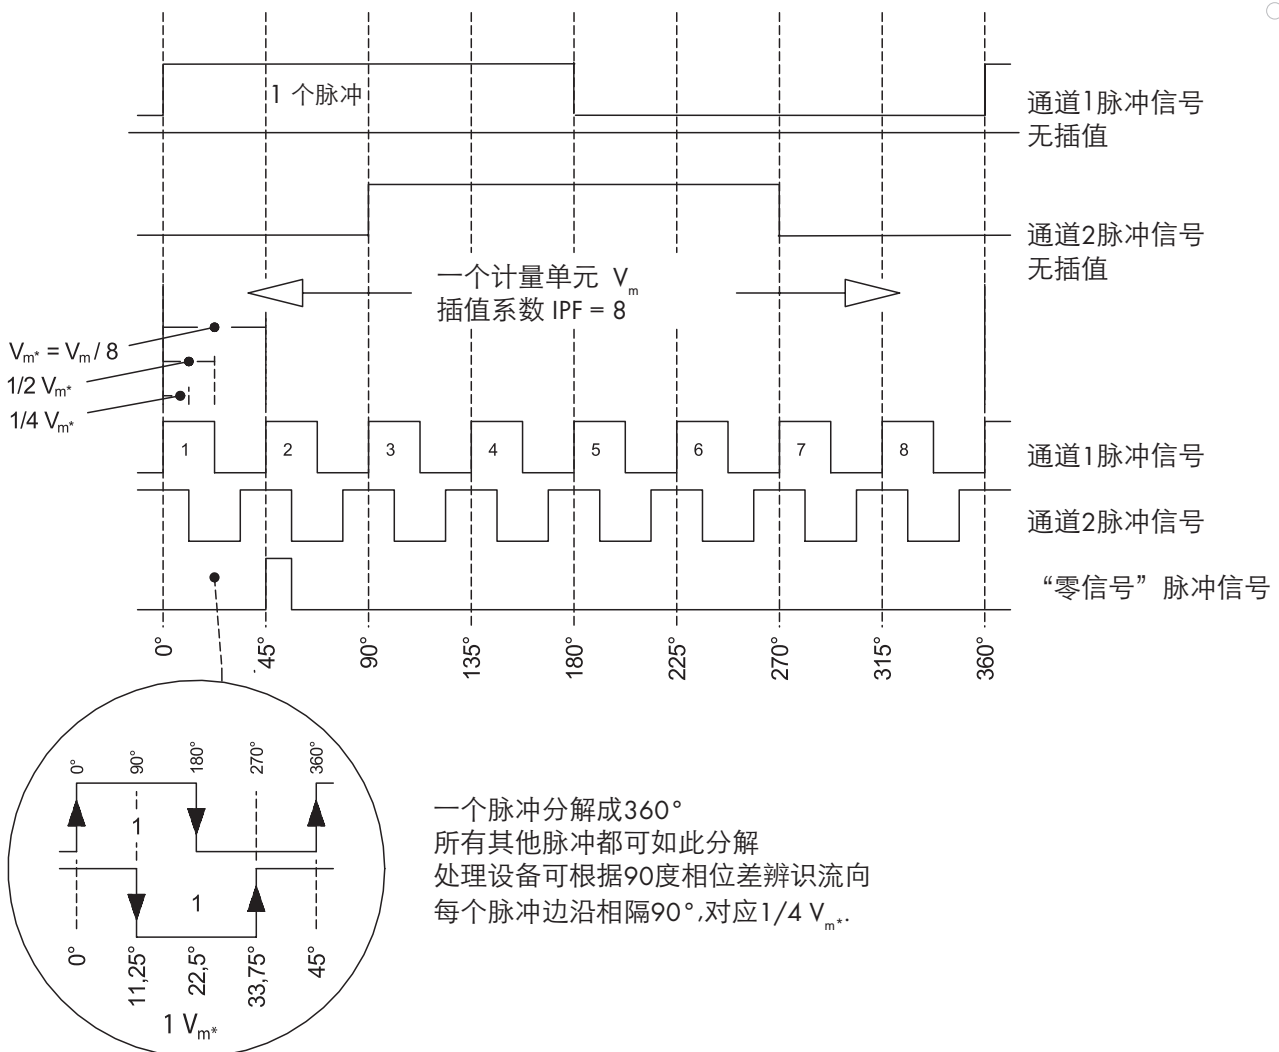 1 个脉冲
通道1脉冲信号
无插值
通道2脉冲信号
无插值
一个计量单元 Vm
插值系数 IPF = 8
Vm* = Vm / 8
1/2 Vm*
1/4 Vm*
1 2 3 4 5 6 7 8
通道1脉冲信号
通道2脉冲信号
“零信号”脉冲信号
0° 45° 90° 135° 180° 225° 270° 315° 360°
0° 90° 180° 270° 360°
1
1
0° 11,25° 22,5° 33,75° 45°
1 Vm*
一个脉冲分解成360°
所有其他脉冲都可如此分解
处理设备可根据90度相位差辨识流向
每个脉冲边沿相隔90°,对应1/4 Vm*.